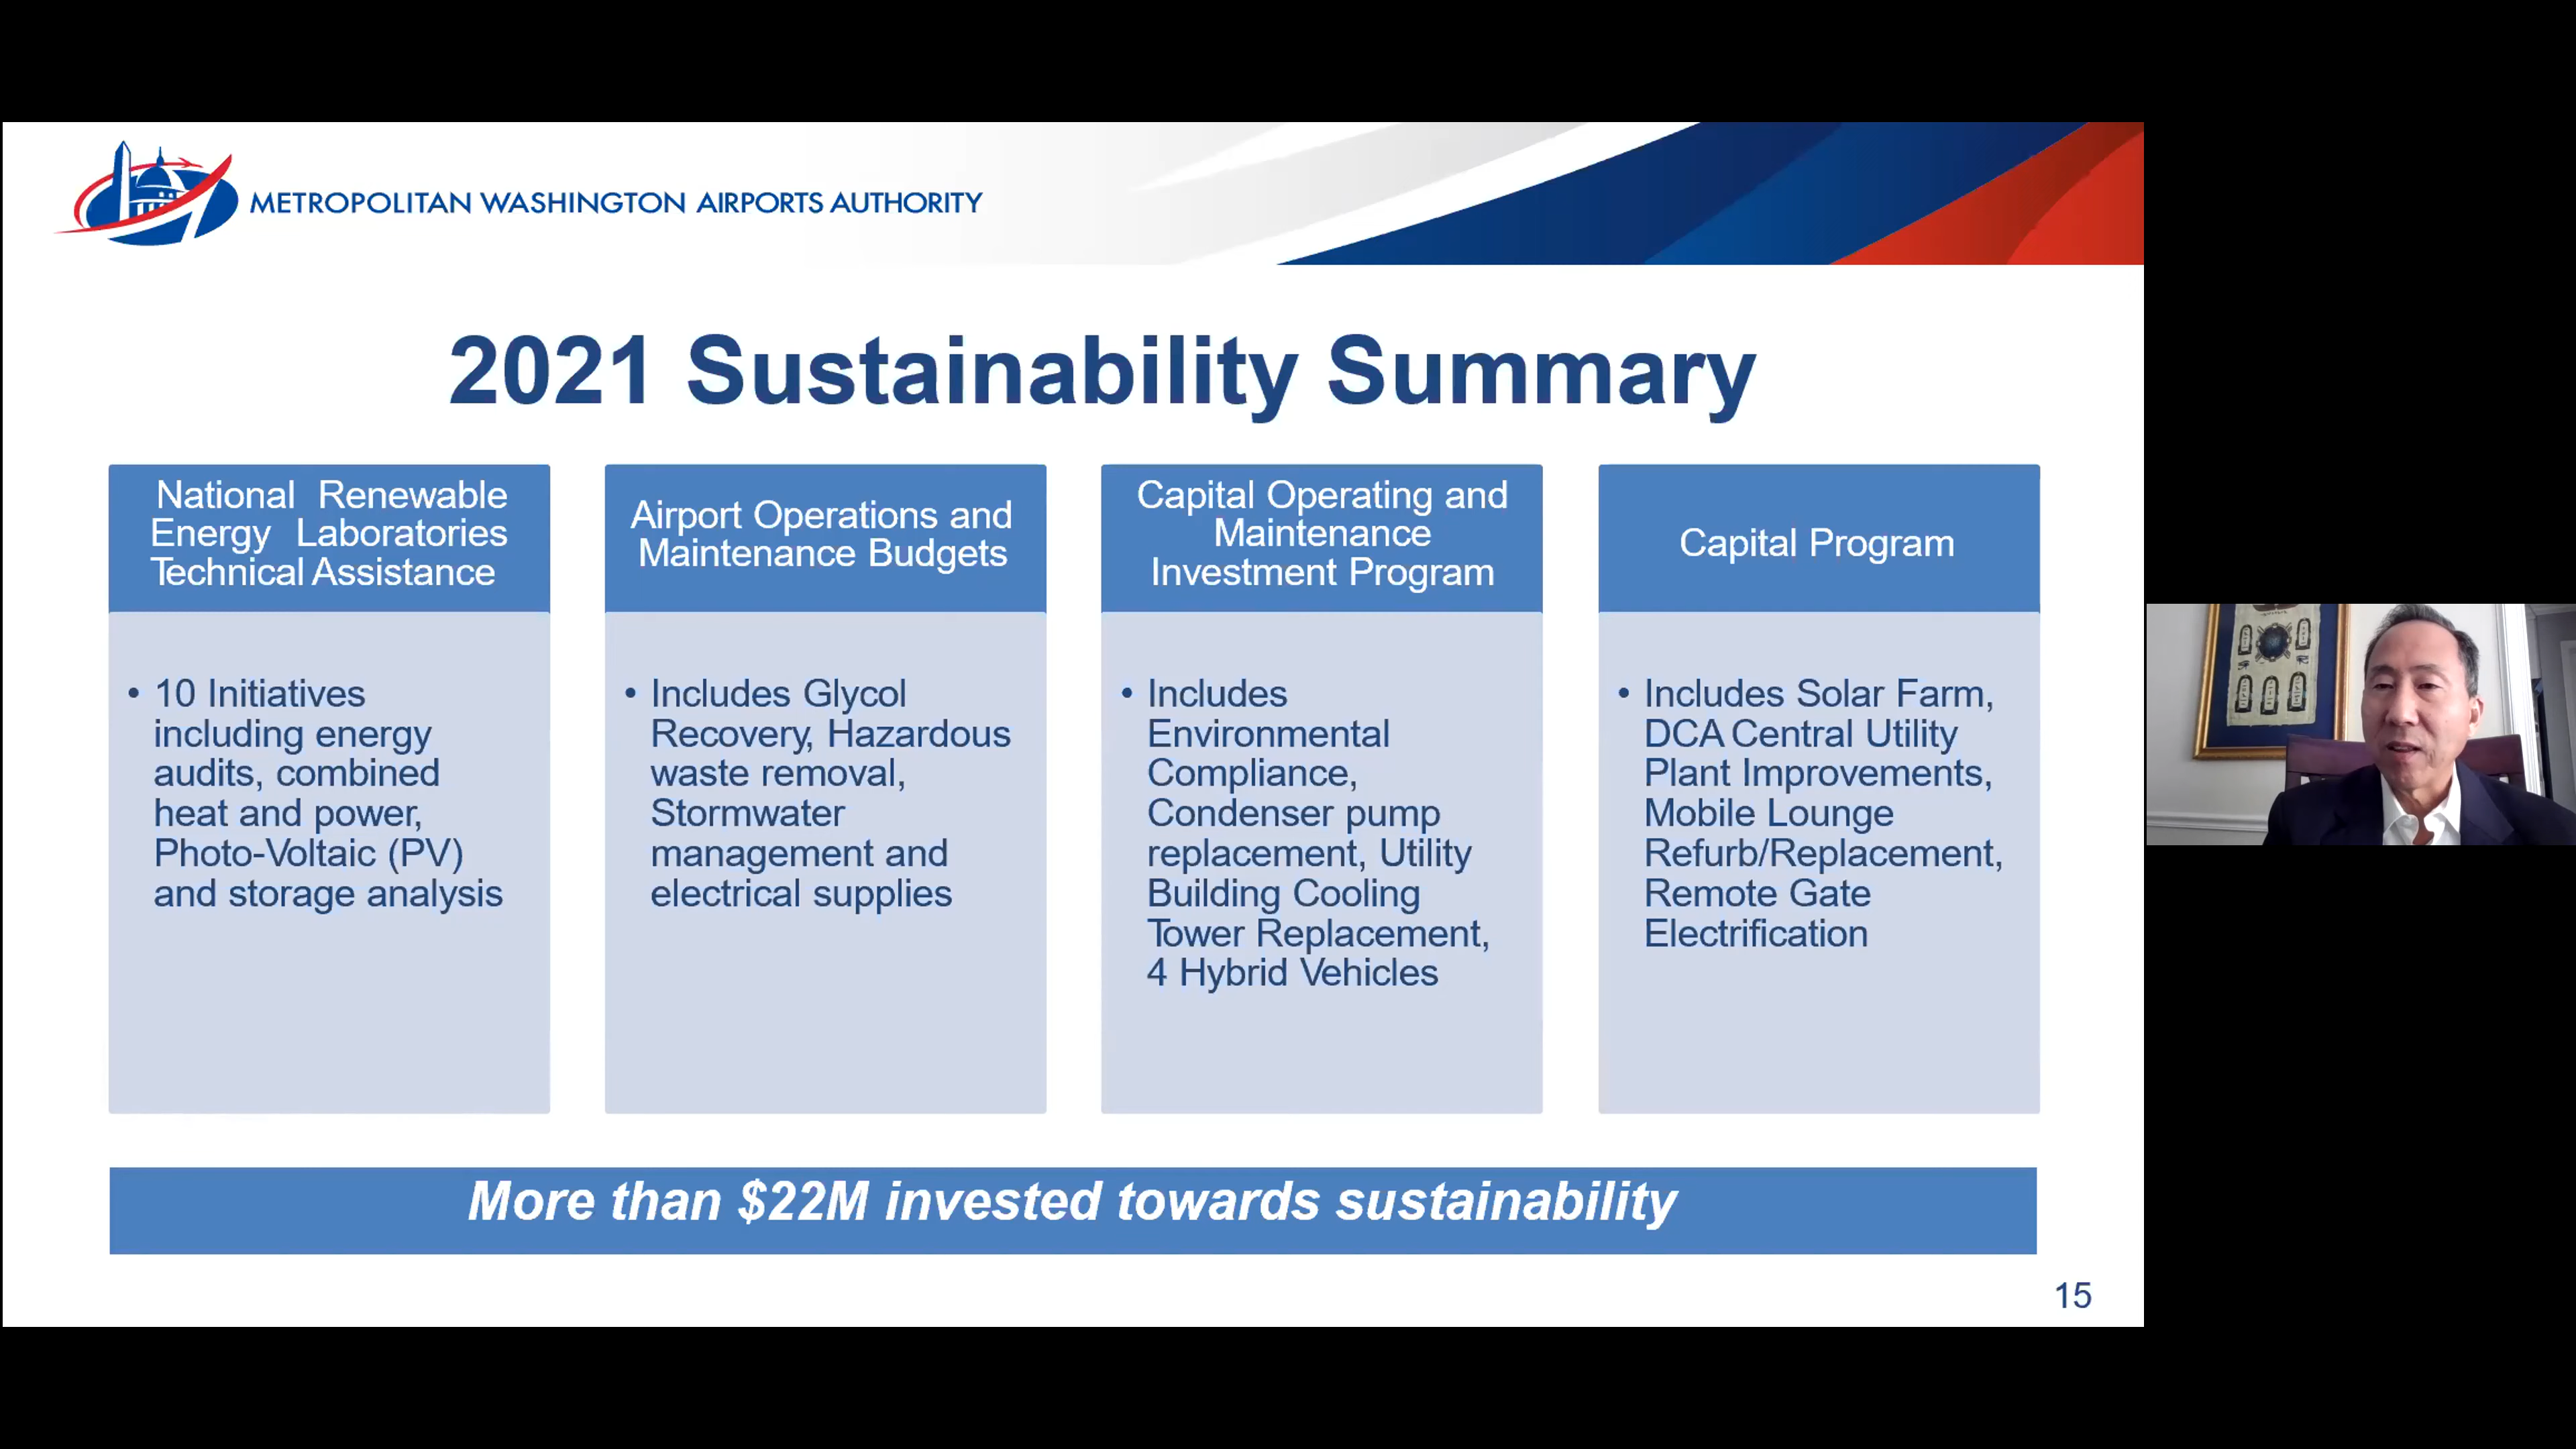 METROPOLITAN WASHINGTON AIRPORTS AUTHORITY
2021 Sustainability Summary
National Renewable
Energy Laboratories
Technical Assistance
• 10 Initiatives
including energy
audits, combined
heat and power,
Photo-Voltaic (PV)
and storage analysis
Airport Operations and
Maintenance Budgets
• Includes Glycol
Recovery, Hazardous
waste removal,
Stormwater
management and
electrical supplies
Capital Operating and
Maintenance
Investment Program
• Includes
Environmental
Compliance,
Condenser pump
replacement, Utility
Building Cooling
Tower Replacement,
4 Hybrid Vehicles
Capital Program
• Includes Solar Farm,
DCA Central Utility
Plant Improvements,
Mobile Lounge
Refurb/Replacement,
Remote Gate
Electrification
More than $22M invested towards sustainability
15